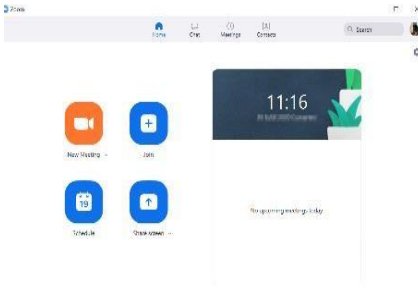 Zoom
Home
Chat
Meetings
Contacts
Search
11:16
New Meeting
Join
19
Schedule
Share screen
No upcoming meetings today